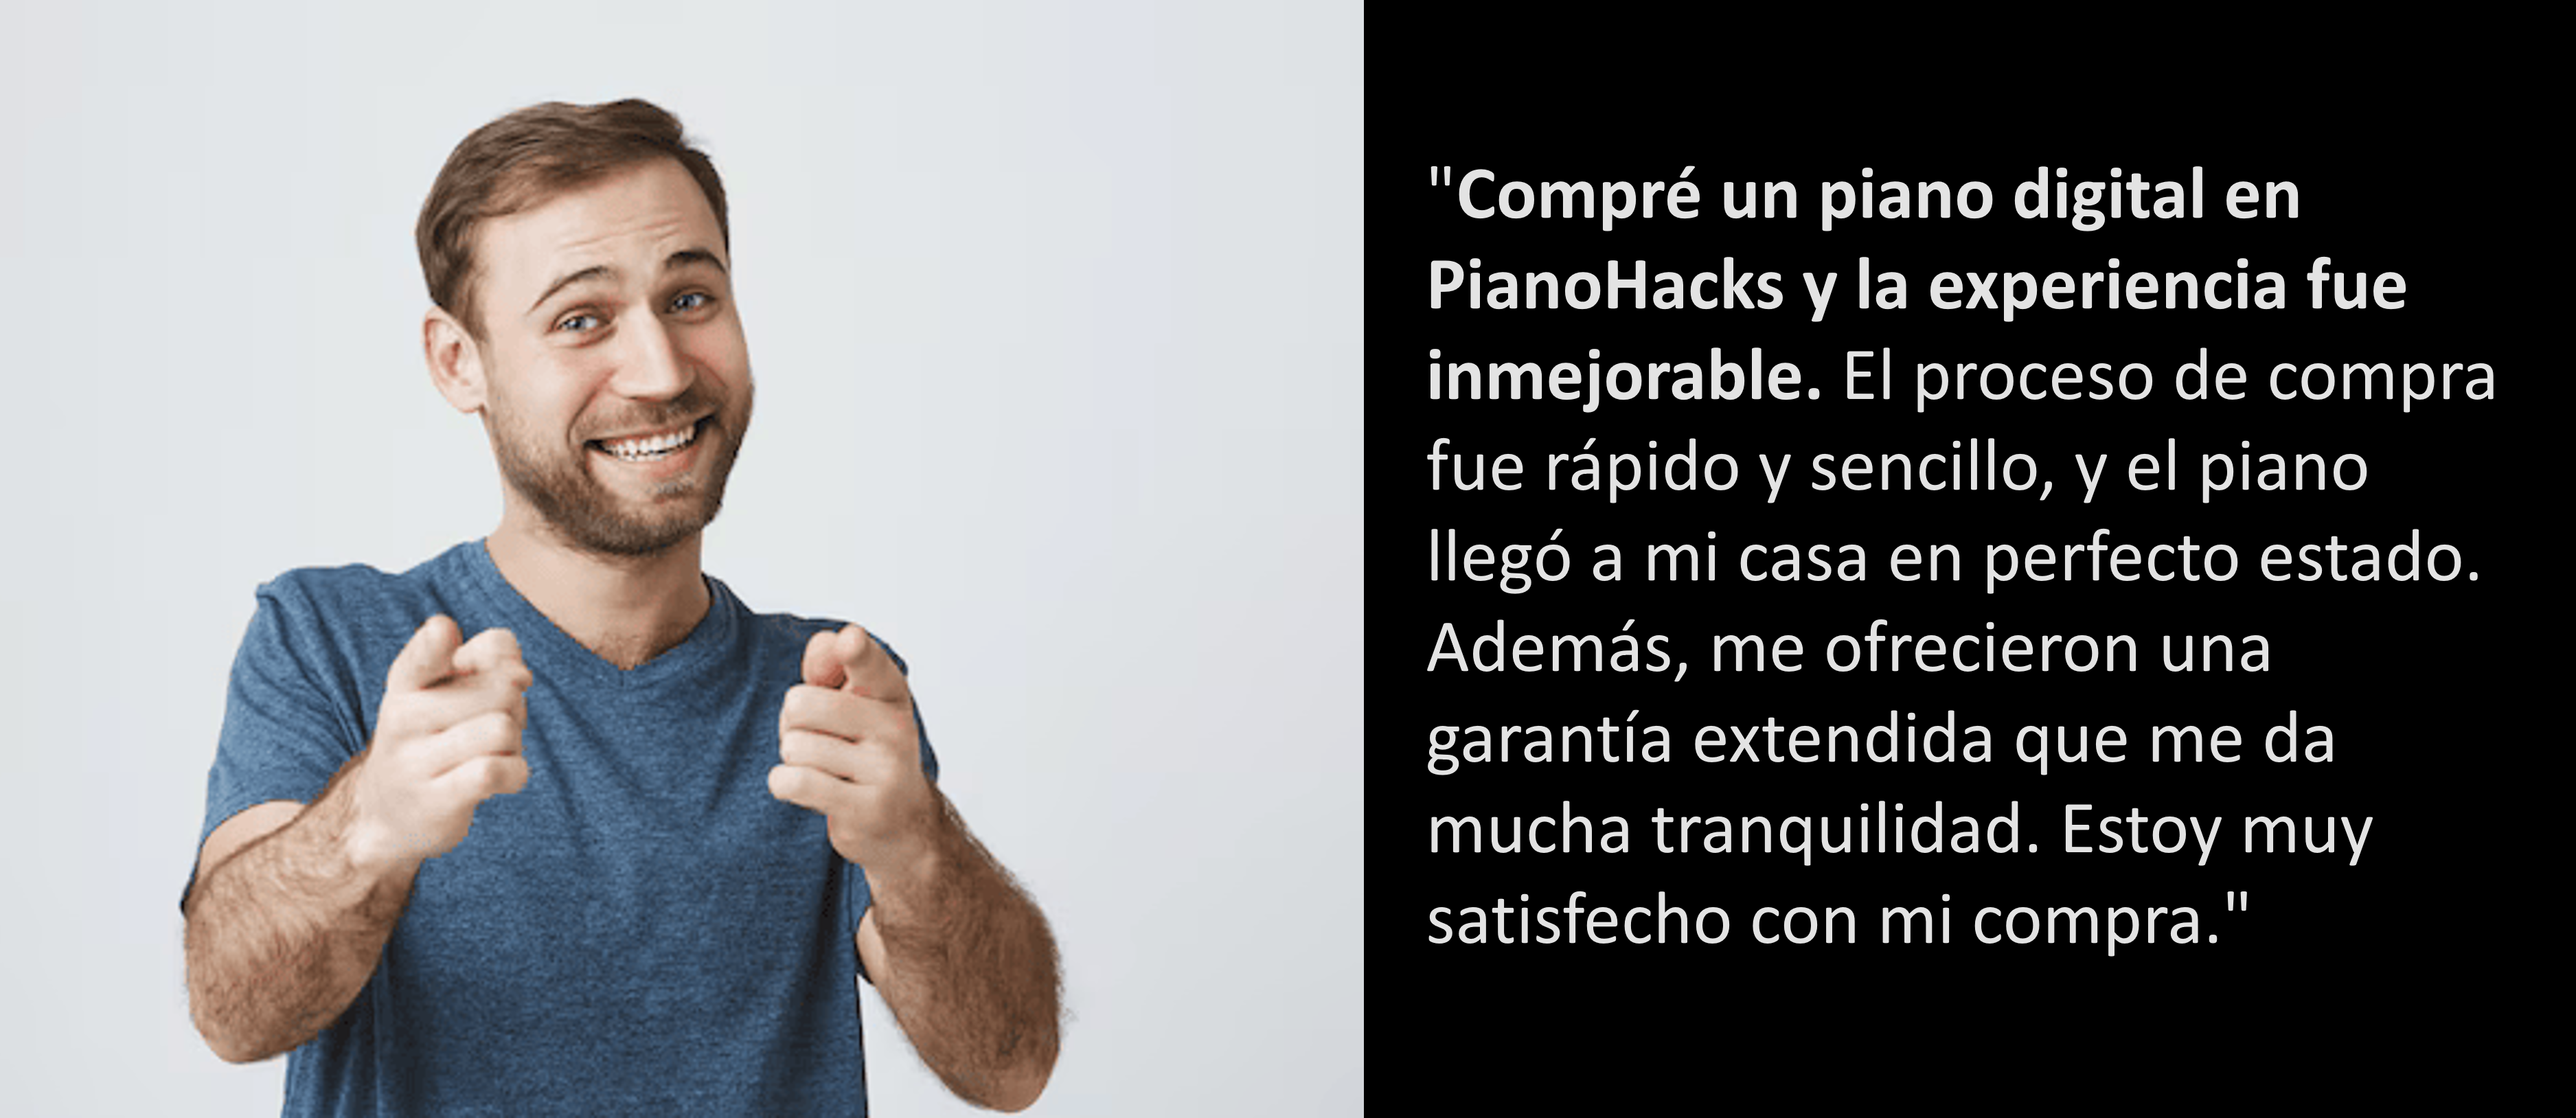 "Compré un piano digital en
PianoHacks y la experiencia fue
inmejorable. El proceso de compra
fue rápido y sencillo, y el piano
llegó a mi casa en perfecto estado.
Además, me ofrecieron una
garantía extendida que me da
mucha tranquilidad. Estoy muy
satisfecho con mi compra."